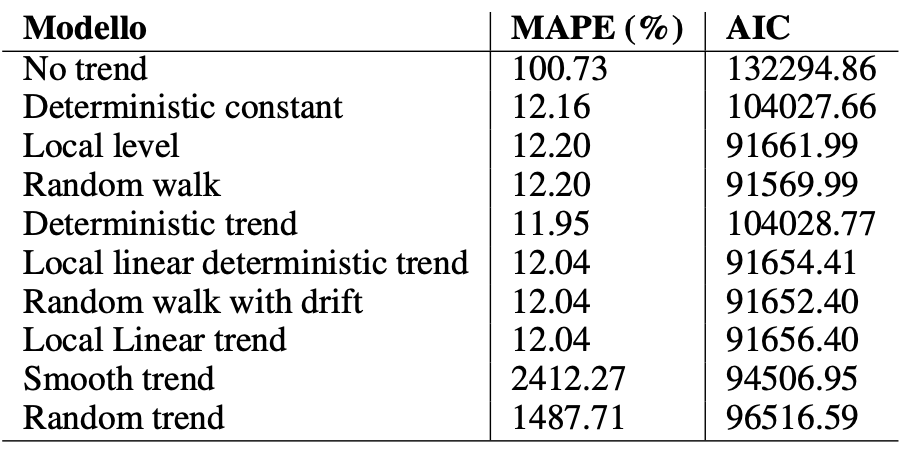 Modello MAPE (%) AIC
No trend 100.73 132294.86
Deterministic constant 12.16 104027.66
Local level 12.20 91661.99
Random walk 12.20 91569.99
Deterministic trend 11.95 104028.77
Local linear deterministic trend 12.04 91654.41
Random walk with drift 12.04 91652.40
Local Linear trend 12.04 91656.40
Smooth trend 2412.27 94506.95
Random trend 1487.71 96516.59